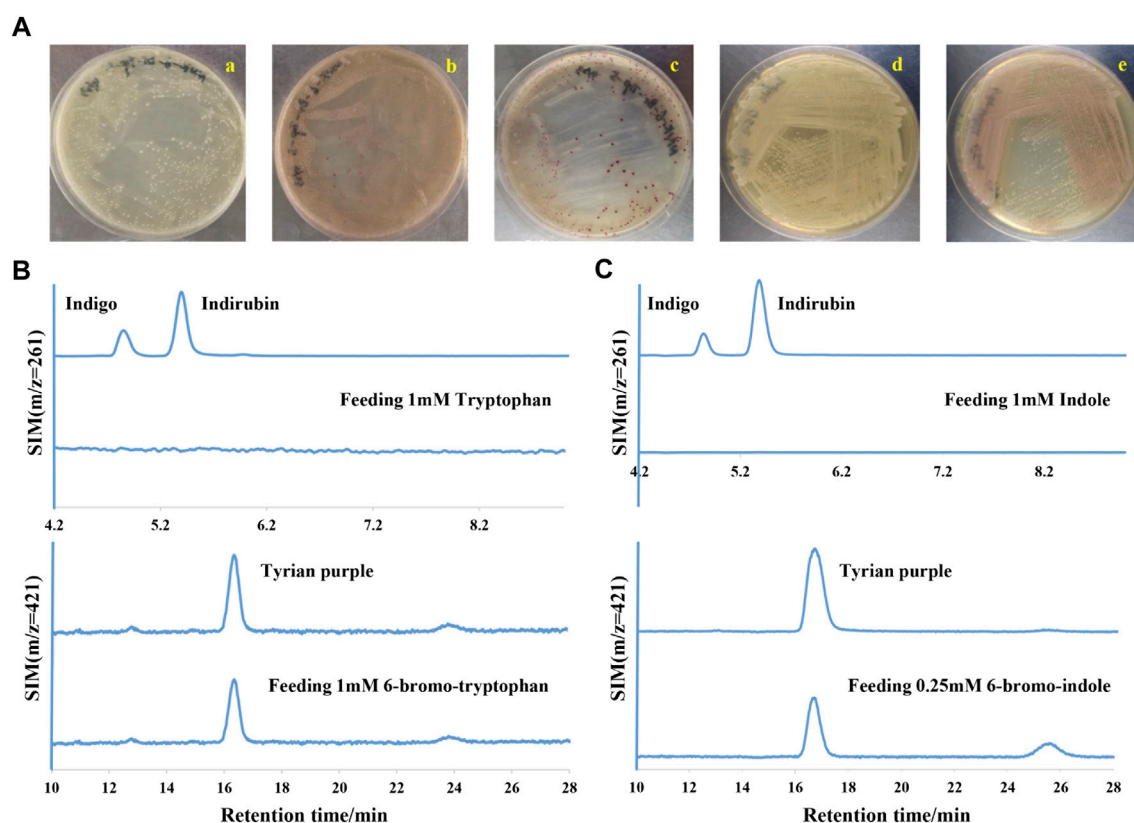 A
a
b
c
d
e
B
C
Indigo
Indirubin
SIM(m/z=261)
Feeding 1mM Tryptophan
4.2
5.2
6.2
7.2
8.2
Tyrian purple
SIM(m/z=421)
Feeding 1mM 6-bromo-tryptophan
10
12
14
16
18
20
22
24
26
28
Retention time/min
Indigo
Indirubin
SIM(m/z=261)
Feeding 1mM Indole
4.2
5.2
6.2
7.2
8.2
Tyrian purple
SIM(m/z=421)
Feeding 0.25mM 6-bromo-indole
10
12
14
16
18
20
22
24
26
28
Retention time/min